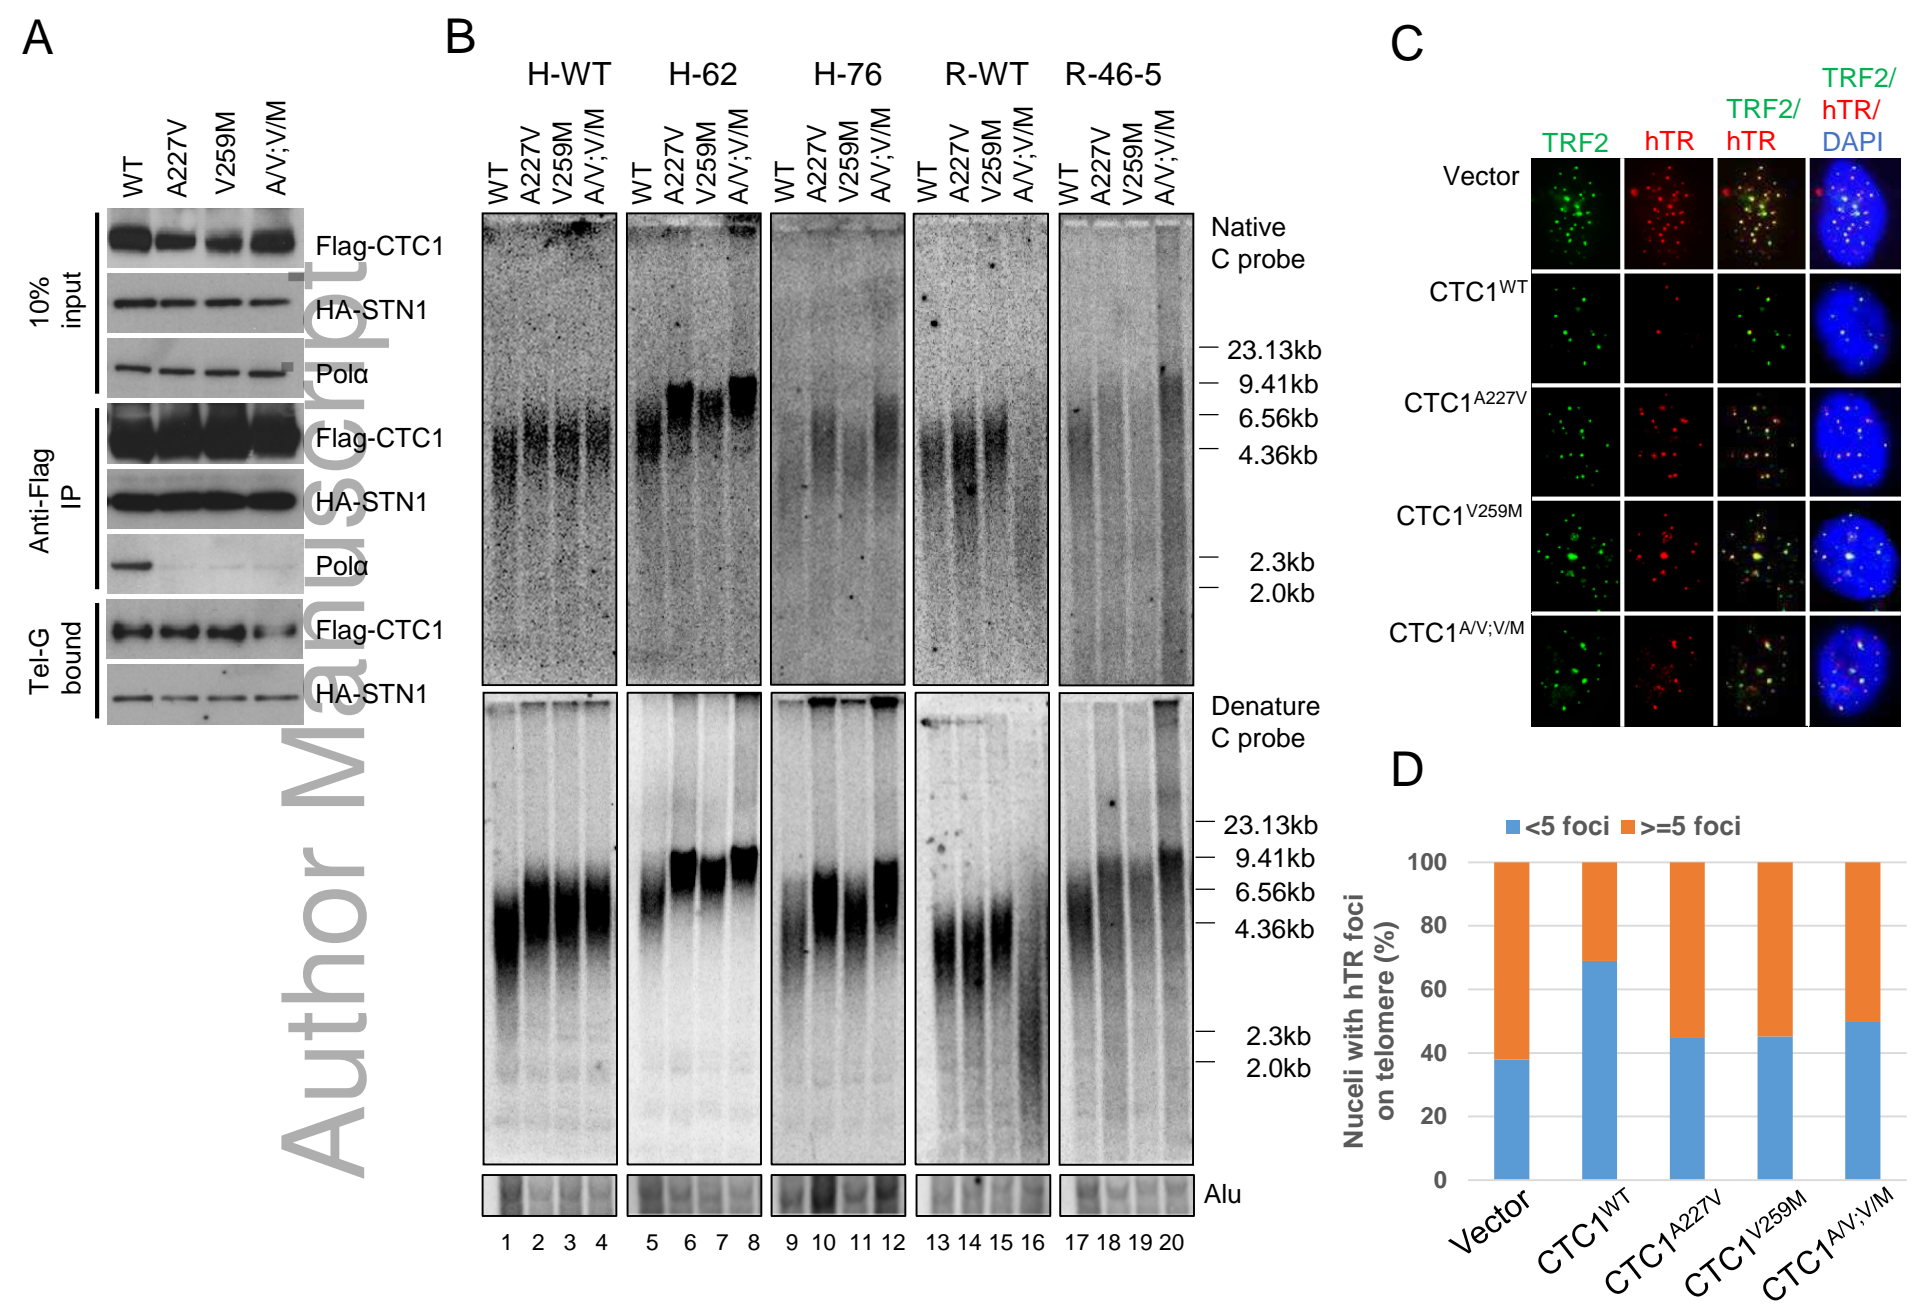 A
WT
A227V
V259M
A/V;V/M
10%
input
Flag-CTC1
HA-STN1
Polα
Anti-Flag
IP
Flag-CTC1
HA-STN1
Polα
Tel-G
bound
Flag-CTC1
HA-STN1
Author Manuscript
B
H-WT H-62 H-76 R-WT R-46-5
WT A227V V259M A/V;V/M WT A227V V259M A/V;V/M WT A227V V259M A/V;V/M WT A227V V259M A/V;V/M WT A227V V259M A/V;V/M
Native
C probe
23.13kb
9.41kb
6.56kb
4.36kb
2.3kb
2.0kb
Denature
C probe
23.13kb
9.41kb
6.56kb
4.36kb
2.3kb
2.0kb
Alu
1 2 3 4 5 6 7 8 9 10 11 12 13 14 15 16 17 18 19 20
C
TRF2
hTR
TRF2/
hTR
TRF2/
hTR/
DAPI
Vector
CTC1WT
CTC1A227V
CTC1V259M
CTC1A/V;V/M
D
<5 foci >=5 foci
Nuceli with hTR foci
on telomere (%)
100
80
60
40
20
0
Vector
CTC1WT
CTC1A227V
CTC1V259M
CTC1A/V;V/M